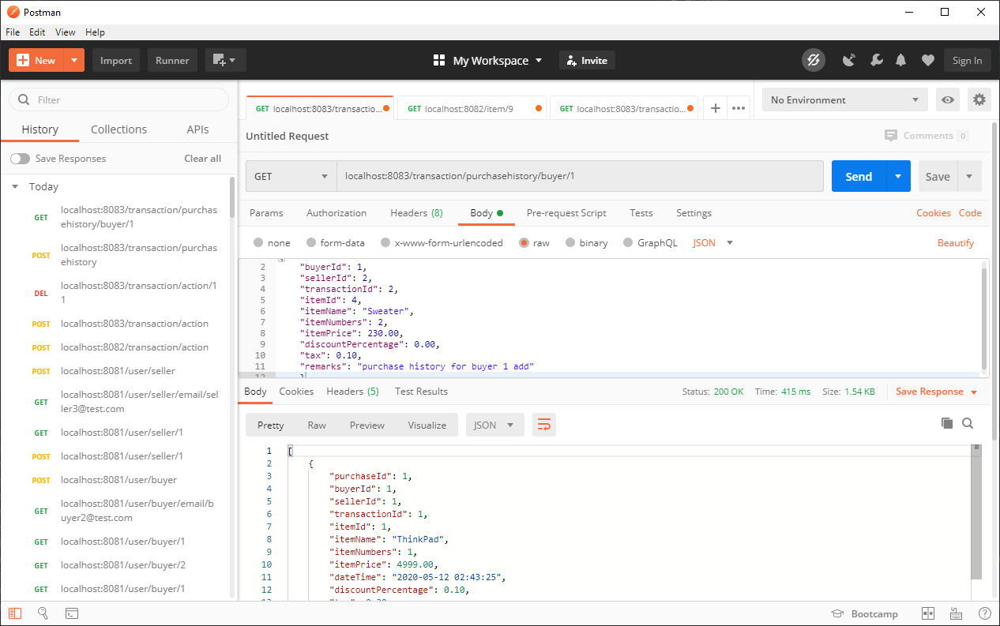 Postman
File Edit View Help
New Import Runner My Workspace Invite Sign In
Filter
History Collections APIs
Save Responses Clear all
Today
GET localhost:8083/transaction/purchas
ehistory/buyer/1
POST localhost:8083/transaction/purchas
ehistory
DEL localhost:8083/transaction/action/1
1
POST localhost:8083/transaction/action
POST localhost:8082/transaction/action
POST localhost:8081/user/seller
GET localhost:8081/user/seller/email/sel
ler3@test.com
GET localhost:8081/user/seller/1
POST localhost:8081/user/seller/1
POST localhost:8081/user/buyer
GET localhost:8081/user/buyer/email/b
uyer2@test.com
GET localhost:8081/user/buyer/1
GET localhost:8081/user/buyer/2
GET localhost:8081/user/buyer/1
GET localhost:8083/transactio... GET localhost:8082/item/9 GET localhost:8083/transactio... + ••• No Environment
Untitled Request Comments 0
GET localhost:8083/transaction/purchasehistory/buyer/1 Send Save
Params Authorization Headers (8) Body Pre-request Script Tests Settings Cookies Code
none form-data x-www-form-urlencoded raw binary GraphQL JSON Beautify
2 "buyerId": 1,
3 "sellerId": 2,
4 "transactionId": 2,
5 "itemId": 4,
6 "itemName": "Sweater",
7 "itemNumbers": 2,
8 "itemPrice": 230.00,
9 "discountPercentage": 0.00,
10 "tax": 0.10,
11 "remarks": "purchase history for buyer 1 add"
12 }
Body Cookies Headers (5) Test Results Status: 200 OK Time: 415 ms Size: 1.54 KB Save Response
Pretty Raw Preview Visualize JSON
1 [
2 {
3 "purchaseId": 1,
4 "buyerId": 1,
5 "sellerId": 1,
6 "transactionId": 1,
7 "itemId": 1,
8 "itemName": "ThinkPad",
9 "itemNumbers": 1,
10 "itemPrice": 4999.00,
11 "dateTime": "2020-05-12 02:43:25",
12 "discountPercentage": 0.10,
Bootcamp